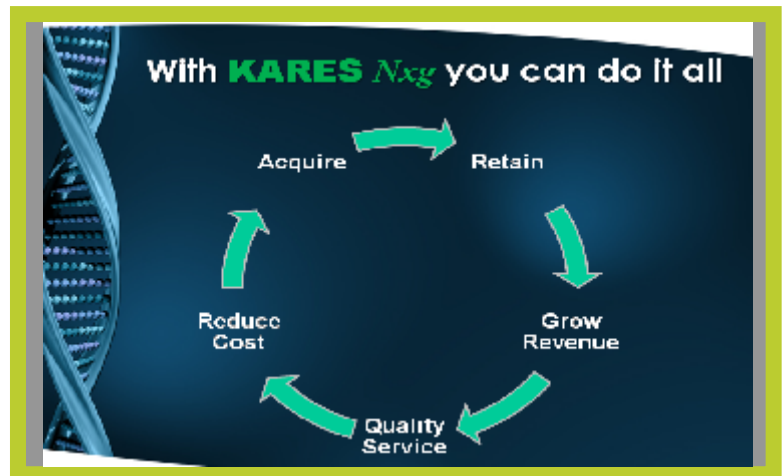 With KARES Nxg you can do it all
Acquire
Retain
Grow
Revenue
Quality
Service
Reduce
Cost